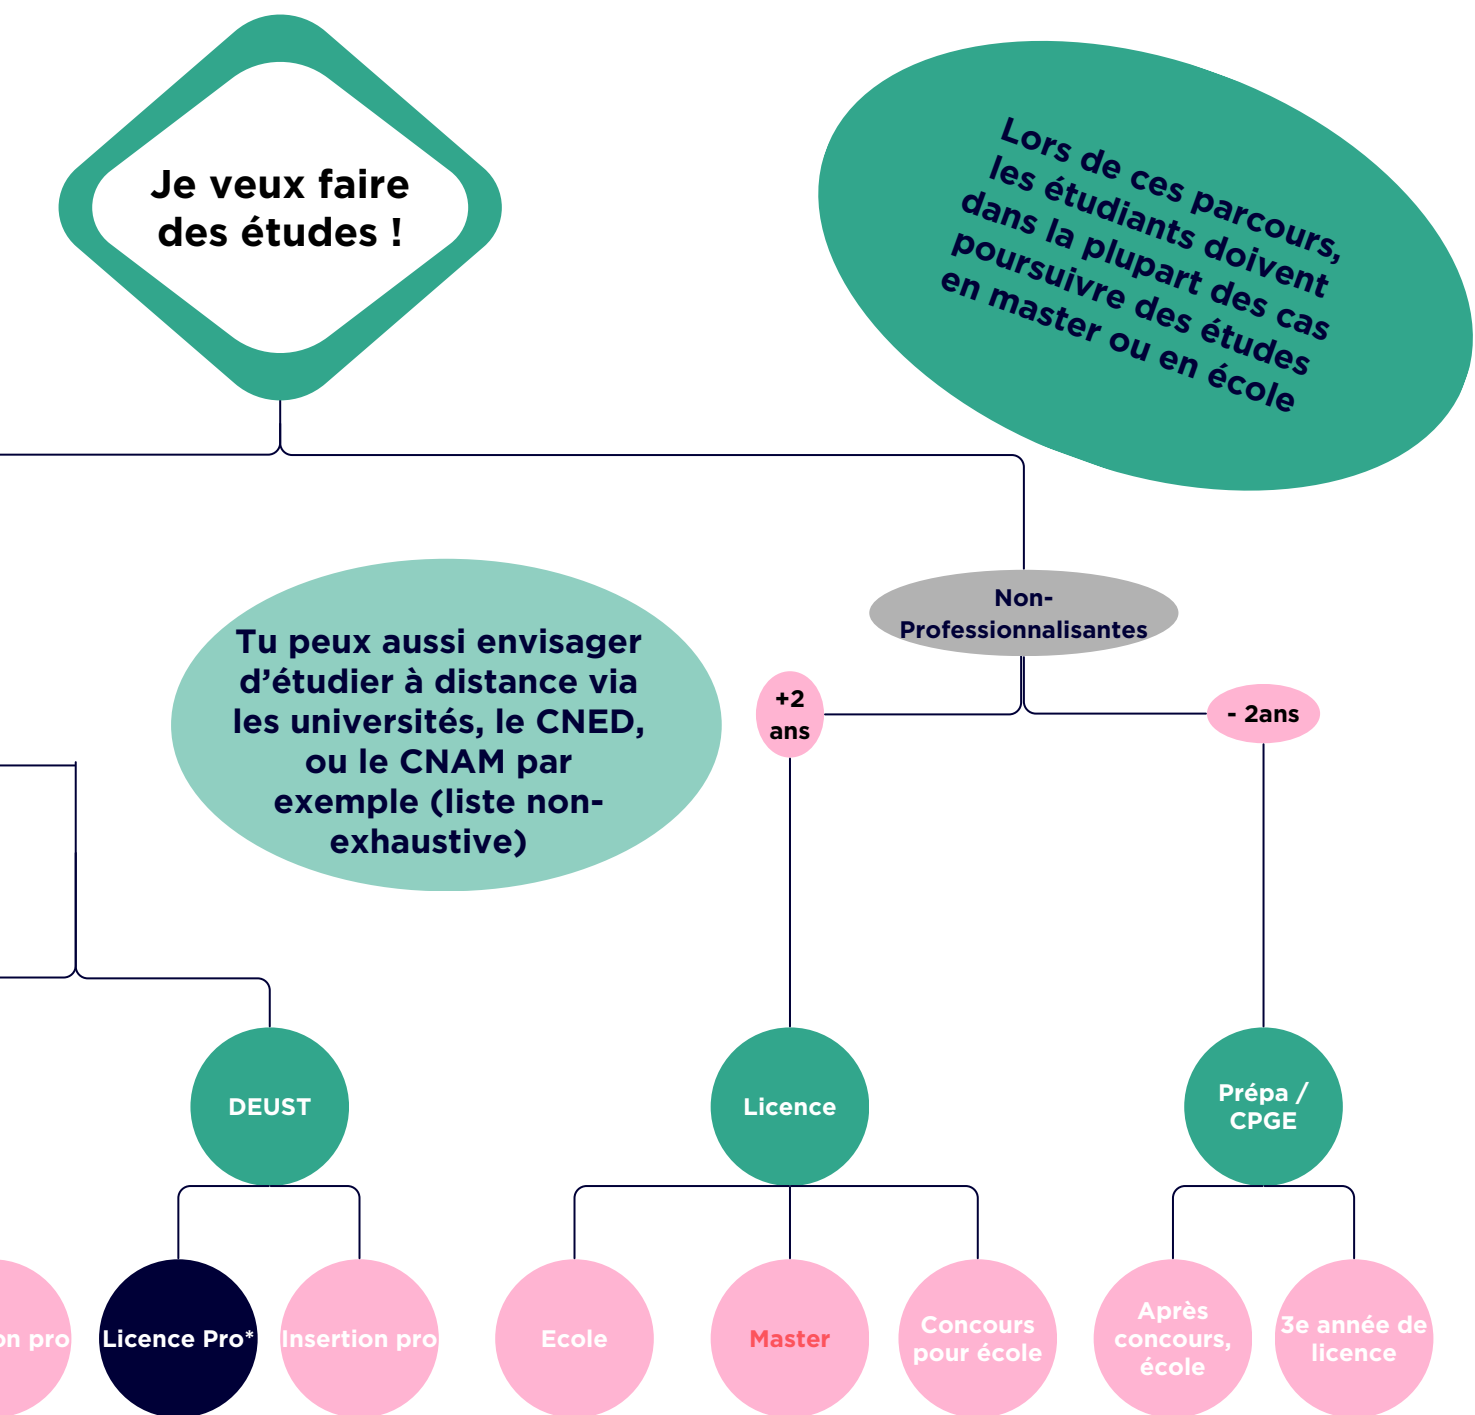 Je veux faire
des études !
Lors de ces parcours,
les étudiants doivent
dans la plupart des cas
poursuivre des études
en master ou en école
Non-
Professionnalisantes
Tu peux aussi envisager
d’étudier à distance via
les universités, le CNED,
ou le CNAM par
exemple (liste non-
exhaustive)
+2
ans
- 2ans
DEUST
Licence
Prépa /
CPGE
on pro
Licence Pro*
Insertion pro
Ecole
Master
Concours
pour école
Après
concours,
école
3e année de
licence